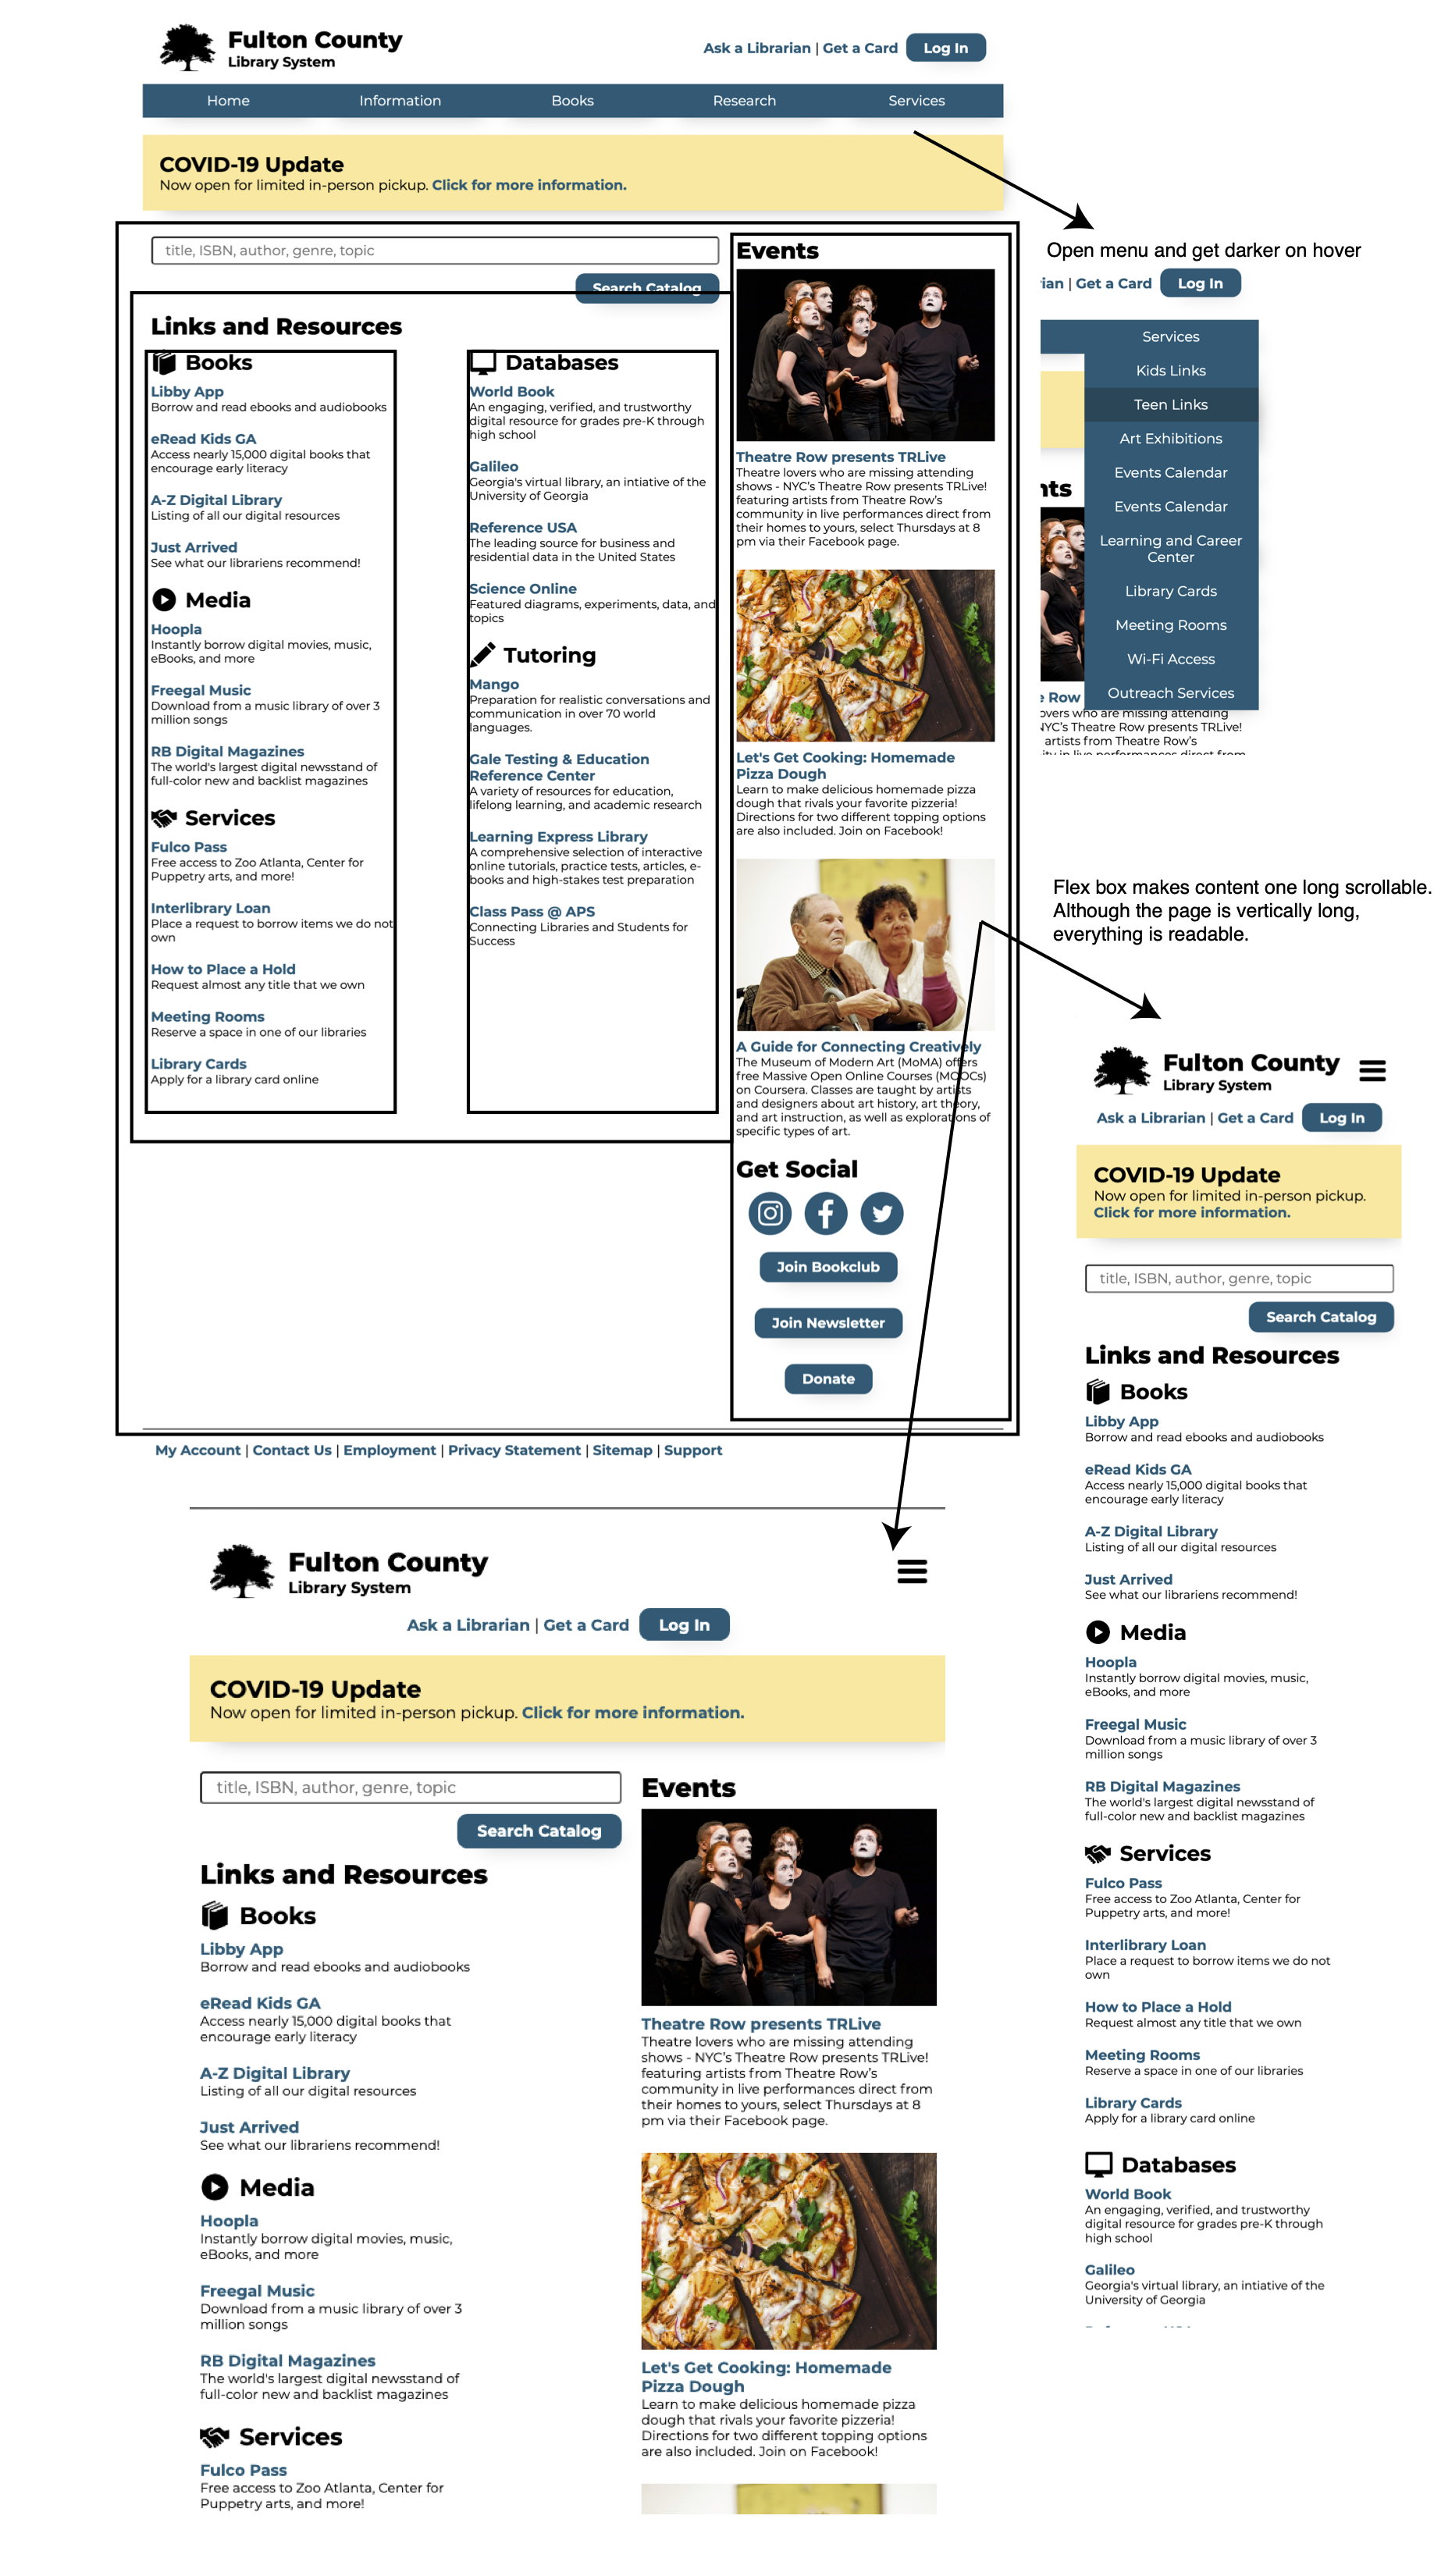 Fulton County
Library System
Ask a Librarian | Get a Card Log In
Home Information Books Research Services
COVID-19 Update
Now open for limited in-person pickup. Click for more information.
title, ISBN, author, genre, topic
Search Catalog
Links and Resources
Books
Libby App
Borrow and read ebooks and audiobooks
eRead Kids GA
Access nearly 15,000 digital books that
encourage early literacy
A-Z Digital Library
Listing of all our digital resources
Just Arrived
See what our librariens recommend!
Media
Hoopla
Instantly borrow digital movies, music,
eBooks, and more
Freegal Music
Download from a music library of over 3
million songs
RB Digital Magazines
The world's largest digital newsstand of
full-color new and backlist magazines
Services
Fulco Pass
Free access to Zoo Atlanta, Center for
Puppetry arts, and more!
Interlibrary Loan
Place a request to borrow items we do not
own
How to Place a Hold
Request almost any title that we own
Meeting Rooms
Reserve a space in one of our libraries
Library Cards
Apply for a library card online
Databases
World Book
An engaging, verified, and trustworthy
digital resource for grades pre-K through
high school
Galileo
Georgia's virtual library, an intiative of the
University of Georgia
Reference USA
The leading source for business and
residential data in the United States
Science Online
Featured diagrams, experiments, data, and
topics
Tutoring
Mango
Preparation for realistic conversations and
communication in over 70 world
languages.
Gale Testing & Education
Reference Center
A variety of resources for education,
lifelong learning, and academic research
Learning Express Library
A comprehensive selection of interactive
online tutorials, practice tests, articles, e-
books and high-stakes test preparation
Class Pass @ APS
Connecting Libraries and Students for
Success
Events
Theatre Row presents TRLive
Theatre lovers who are missing attending
shows - NYC's Theatre Row presents TRLive!
featuring artists from Theatre Row's
community in live performances direct from
their homes to yours, select Thursdays at 8
pm via their Facebook page.
Let's Get Cooking: Homemade
Pizza Dough
Learn to make delicious homemade pizza
dough that rivals your favorite pizzeria!
Directions for two different topping options
are also included. Join on Facebook!
A Guide for Connecting Creatively
The Museum of Modern Art (MoMA) offers
free Massive Open Online Courses (MOOCs)
on Coursera. Classes are taught by artists
and designers about art history, art theory,
and art instruction, as well as explorations of
specific types of art.
Get Social
Join Bookclub
Join Newsletter
Donate
My Account | Contact Us | Employment | Privacy Statement | Sitemap | Support
Open menu and get darker on hover
rian | Get a Card Log In
Services
Kids Links
Teen Links
Art Exhibitions
Events Calendar
Events Calendar
Learning and Career
Center
Library Cards
Meeting Rooms
Wi-Fi Access
Outreach Services
nts
e Row
overs who are missing attending
NYC's Theatre Row presents TRLive!
artists from Theatre Row's
ity in live performances direct from
Flex box makes content one long scrollable.
Although the page is vertically long,
everything is readable.
Fulton County
Library System
Ask a Librarian | Get a Card Log In
COVID-19 Update
Now open for limited in-person pickup.
Click for more information.
title, ISBN, author, genre, topic
Search Catalog
Links and Resources
Books
Libby App
Borrow and read ebooks and audiobooks
eRead Kids GA
Access nearly 15,000 digital books that
encourage early literacy
A-Z Digital Library
Listing of all our digital resources
Just Arrived
See what our librariens recommend!
Media
Hoopla
Instantly borrow digital movies, music,
eBooks, and more
Freegal Music
Download from a music library of over 3
million songs
RB Digital Magazines
The world's largest digital newsstand of
full-color new and backlist magazines
Services
Fulco Pass
Free access to Zoo Atlanta, Center for
Puppetry arts, and more!
Interlibrary Loan
Place a request to borrow items we do not
own
How to Place a Hold
Request almost any title that we own
Meeting Rooms
Reserve a space in one of our libraries
Library Cards
Apply for a library card online
Databases
World Book
An engaging, verified, and trustworthy
digital resource for grades pre-K through
high school
Galileo
Georgia's virtual library, an intiative of the
University of Georgia
Fulton County
Library System
Ask a Librarian | Get a Card Log In
COVID-19 Update
Now open for limited in-person pickup. Click for more information.
title, ISBN, author, genre, topic
Search Catalog
Links and Resources
Books
Libby App
Borrow and read ebooks and audiobooks
eRead Kids GA
Access nearly 15,000 digital books that
encourage early literacy
A-Z Digital Library
Listing of all our digital resources
Just Arrived
See what our librariens recommend!
Media
Hoopla
Instantly borrow digital movies, music,
eBooks, and more
Freegal Music
Download from a music library of over 3
million songs
RB Digital Magazines
The world's largest digital newsstand of
full-color new and backlist magazines
Services
Fulco Pass
Free access to Zoo Atlanta, Center for
Puppetry arts, and more!
Events
Theatre Row presents TRLive
Theatre lovers who are missing attending
shows - NYC's Theatre Row presents TRLive!
featuring artists from Theatre Row's
community in live performances direct from
their homes to yours, select Thursdays at 8
pm via their Facebook page.
Let's Get Cooking: Homemade
Pizza Dough
Learn to make delicious homemade pizza
dough that rivals your favorite pizzeria!
Directions for two different topping options
are also included. Join on Facebook!